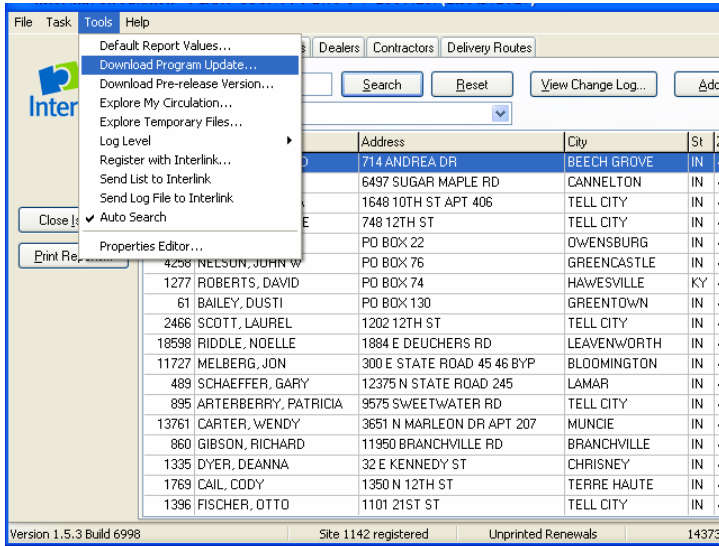 File Task Tools Help
Default Report Values...
Download Program Update...
Download Pre-release Version...
Explore My Circulation...
Explore Temporary Files...
Log Level
Register with Interlink...
Send List to Interlink
Send Log File to Interlink
Auto Search
Properties Editor...
Dealers Contractors Delivery Routes
Search Reset View Change Log...
Inter
Close
Print
Address City St
714 ANDREA DR BEECH GROVE IN
6497 SUGAR MAPLE RD CANNELTON IN
1648 10TH ST APT 406 TELL CITY IN
748 12TH ST TELL CITY IN
PO BOX 22 OWENSBURG IN
4258 NELSON, JOHN W PO BOX 76 GREENCASTLE IN
1277 ROBERTS, DAVID PO BOX 74 HAWESVILLE KY
61 BAILEY, DUSTI PO BOX 130 GREENTOWN IN
2466 SCOTT, LAUREL 1202 12TH ST TELL CITY IN
18598 RIDDLE, NOELLE 1884 E DEUCHERS RD LEAVENWORTH IN
11727 MELBERG, JON 300 E STATE ROAD 45 46 BYP BLOOMINGTON IN
489 SCHAEFFER, GARY 12375 N STATE ROAD 245 LAMAR IN
895 ARTERBERRY, PATRICIA 9575 SWEETWATER RD TELL CITY IN
13761 CARTER, WENDY 3651 N MARLEON DR APT 207 MUNCIE IN
860 GIBSON, RICHARD 11950 BRANCHVILLE RD BRANCHVILLE IN
1335 DYER, DEANNA 32 E KENNEDY ST CHRISNEY IN
1769 CAIL, CODY 1350 N 12TH ST TERRE HAUTE IN
1396 FISCHER, OTTO 1101 21ST ST TELL CITY IN
Version 1.5.3 Build 6998 Site 1142 registered Unprinted Renewals 14373